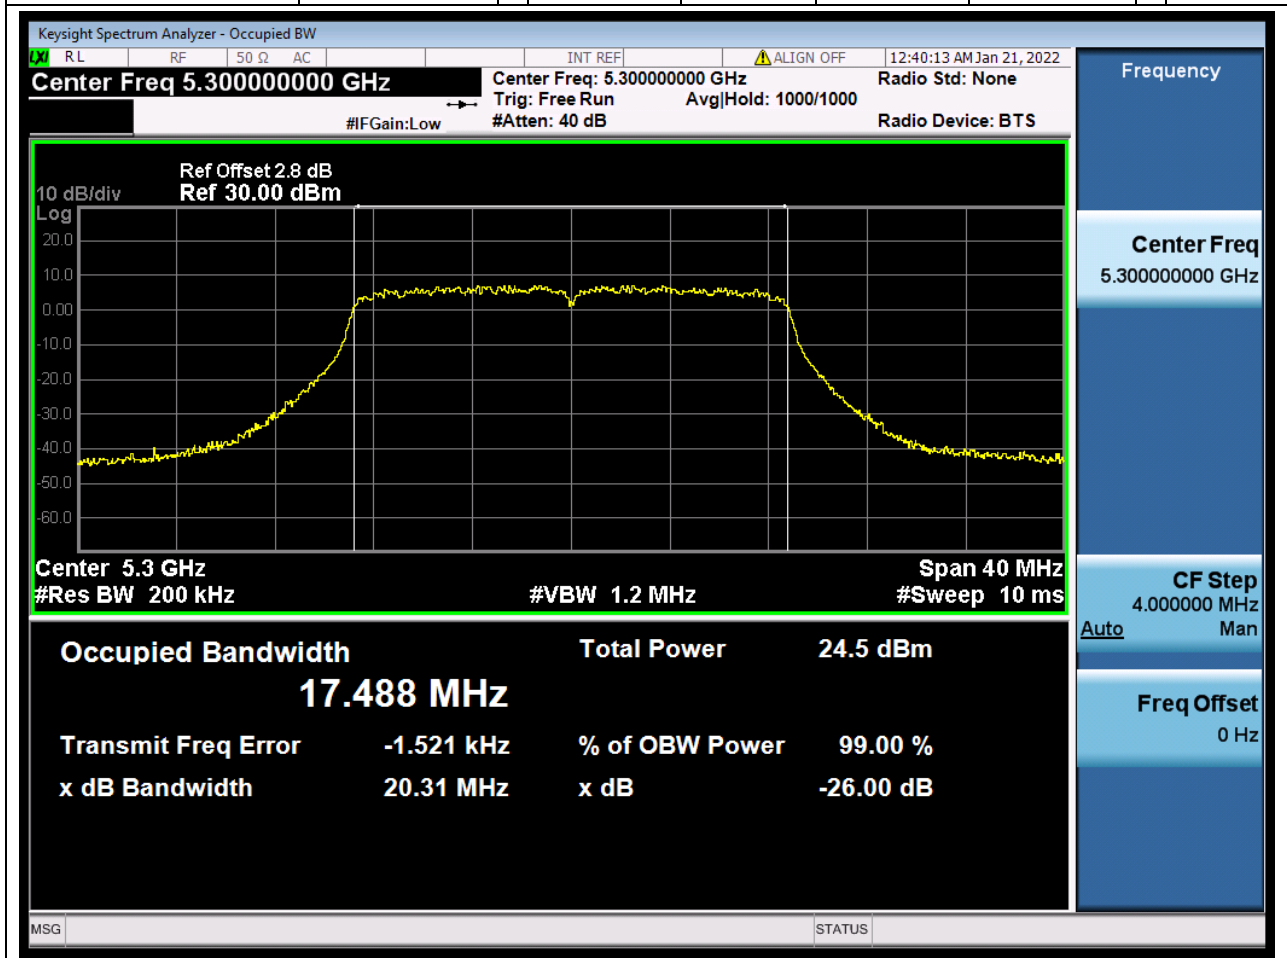 Keysight Spectrum Analyzer - Occupied BW
LXI RL RF 50 Ω AC INT REF ALIGN OFF 12:40:13 AM Jan 21, 2022
Center Freq 5.300000000 GHz
Center Freq: 5.300000000 GHz
Radio Std: None
Trig: Free Run Avg|Hold: 1000/1000
#IFGain:Low
#Atten: 40 dB
Radio Device: BTS
Ref Offset 2.8 dB
10 dB/div Ref 30.00 dBm
Log
20.0
10.0
0.00
-10.0
-20.0
-30.0
-40.0
-50.0
-60.0
Center 5.3 GHz Span 40 MHz
#Res BW 200 kHz #VBW 1.2 MHz #Sweep 10 ms
Occupied Bandwidth Total Power 24.5 dBm
17.488 MHz
Transmit Freq Error -1.521 kHz % of OBW Power 99.00 %
x dB Bandwidth 20.31 MHz x dB -26.00 dB
MSG STATUS
Frequency
Center Freq
5.300000000 GHz
CF Step
4.000000 MHz
Auto Man
Freq Offset
0 Hz